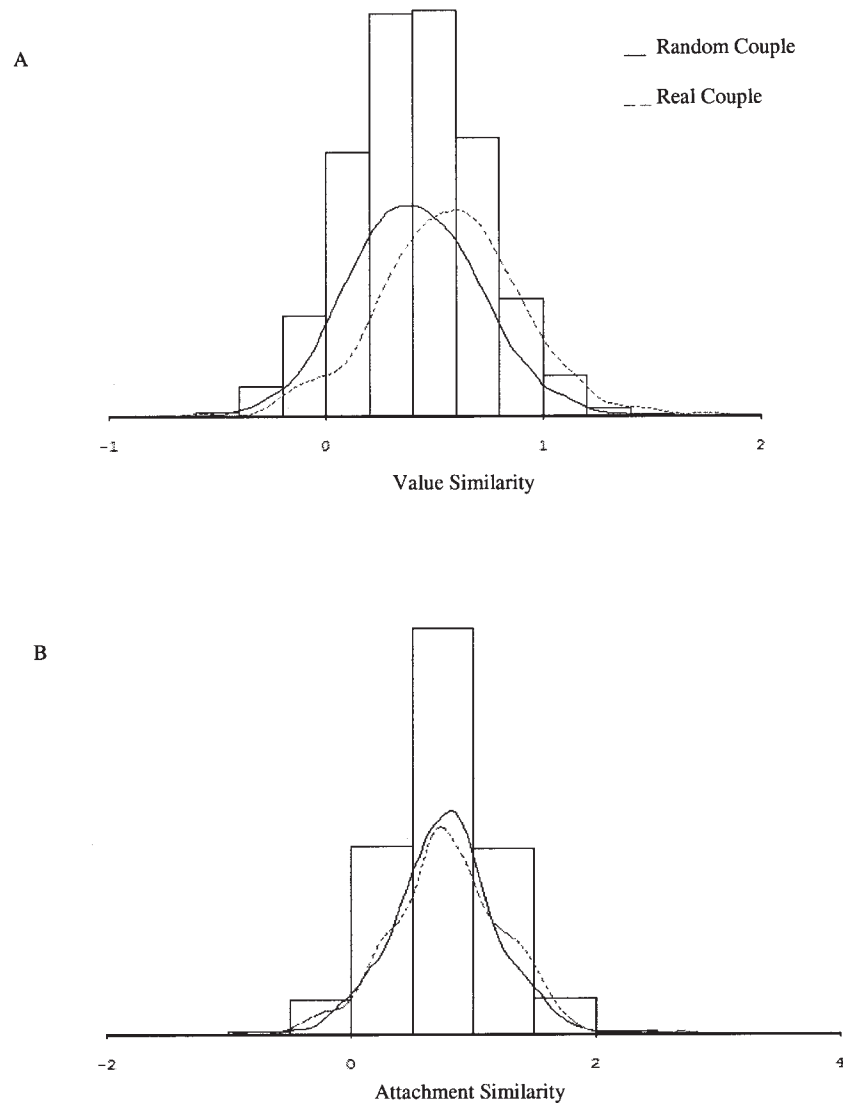 A
Random Couple
Real Couple
-1 0 1 2
Value Similarity
B
-2 0 2 4
Attachment Similarity